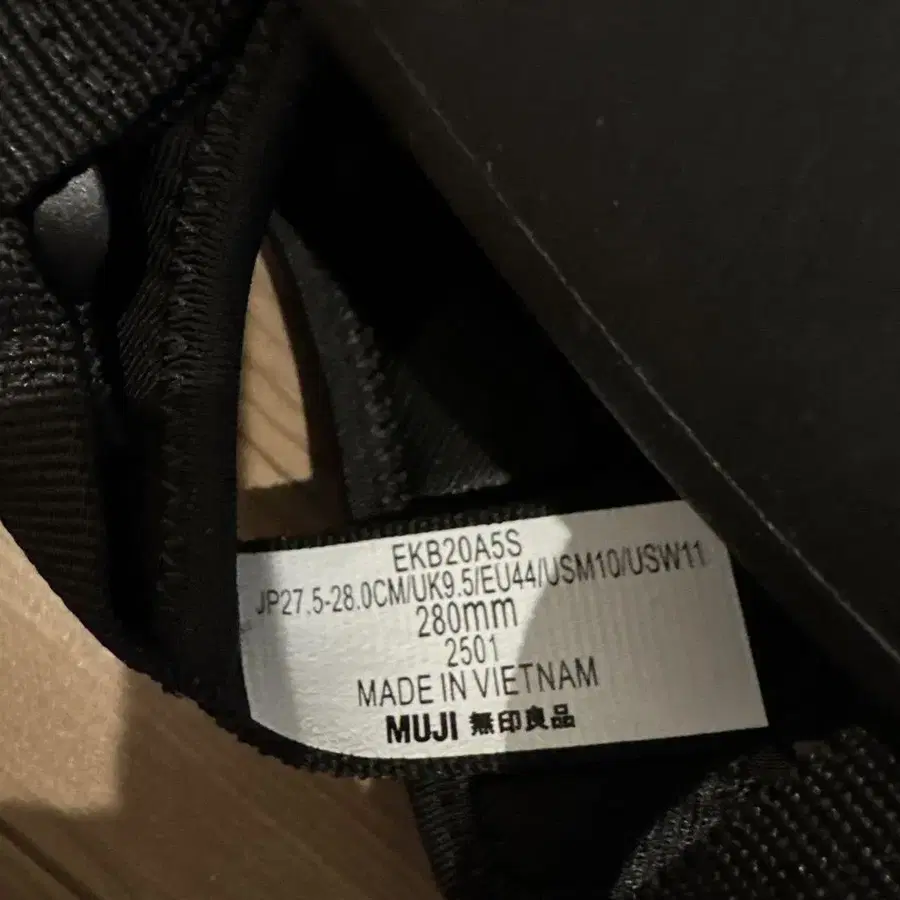 EKB20A5S
JP27.5-28.0CM/UK9.5/EU44/USM10/USW11
280mm
2501
MADE IN VIETNAM
MUJI 無印良品